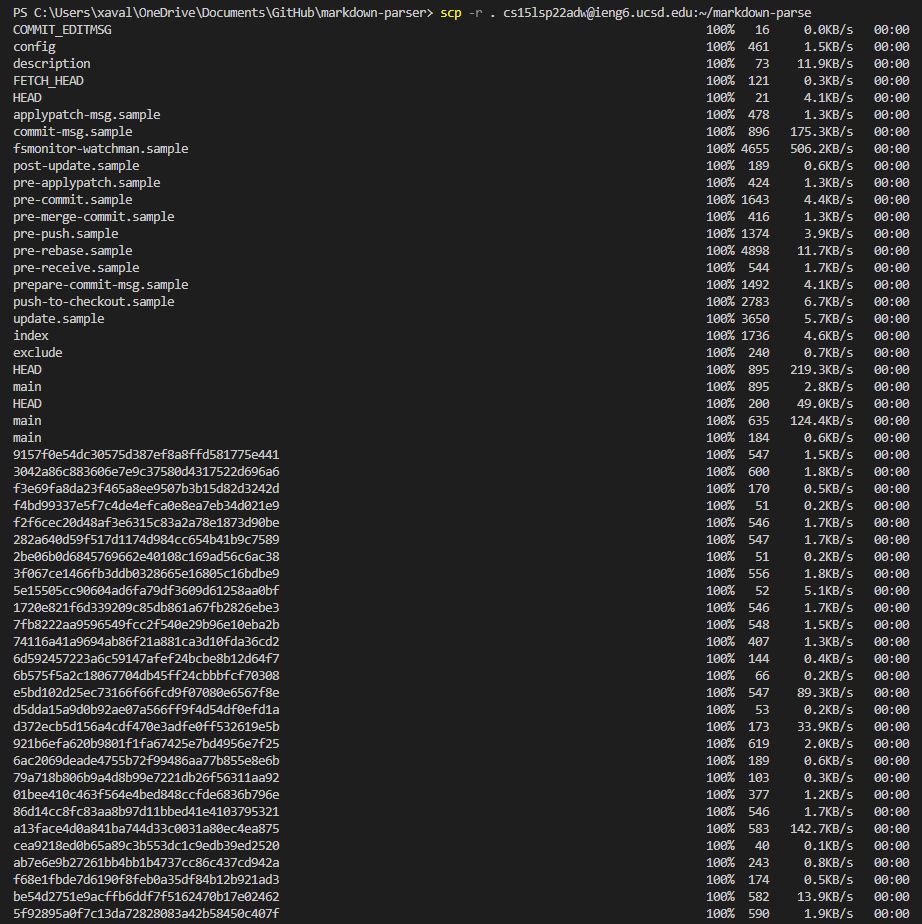 PS C:\Users\xaval\OneDrive\Documents\GitHub\markdown-parser> scp -r . cs15lsp22adw@ieng6.ucsd.edu:~/markdown-parse
COMMIT_EDITMSG 100% 16 0.0KB/s 00:00
config 100% 461 1.5KB/s 00:00
description 100% 73 11.9KB/s 00:00
FETCH_HEAD 100% 121 0.3KB/s 00:00
HEAD 100% 21 4.1KB/s 00:00
applypatch-msg.sample 100% 478 1.3KB/s 00:00
commit-msg.sample 100% 896 175.3KB/s 00:00
fsmonitor-watchman.sample 100% 4655 506.2KB/s 00:00
post-update.sample 100% 189 0.6KB/s 00:00
pre-applypatch.sample 100% 424 1.3KB/s 00:00
pre-commit.sample 100% 1643 4.4KB/s 00:00
pre-merge-commit.sample 100% 416 1.3KB/s 00:00
pre-push.sample 100% 1374 3.9KB/s 00:00
pre-rebase.sample 100% 4898 11.7KB/s 00:00
pre-receive.sample 100% 544 1.7KB/s 00:00
prepare-commit-msg.sample 100% 1492 4.1KB/s 00:00
push-to-checkout.sample 100% 2783 6.7KB/s 00:00
update.sample 100% 3650 5.7KB/s 00:00
index 100% 1736 4.6KB/s 00:00
exclude 100% 240 0.7KB/s 00:00
HEAD 100% 895 219.3KB/s 00:00
main 100% 895 2.8KB/s 00:00
HEAD 100% 200 49.0KB/s 00:00
main 100% 635 124.4KB/s 00:00
main 100% 184 0.6KB/s 00:00
9157f0e54dc30575d387ef8a8ffd581775e441 100% 547 1.5KB/s 00:00
3042a86c883606e7e9c37580d4317522d696a6 100% 600 1.8KB/s 00:00
f3e69fa8da23f465a8ee9507b3b15d82d3242d 100% 170 0.5KB/s 00:00
f4bd99337e5f7c4de4efca0e8ea7eb34d021e9 100% 51 0.2KB/s 00:00
f2f6cec20d48af3e6315c83a2a78e1873d90be 100% 546 1.7KB/s 00:00
282a640d59f517d1174d984cc654b41b9c7589 100% 547 1.7KB/s 00:00
2be06b0d6845769662e40108c169ad56c6ac38 100% 51 0.2KB/s 00:00
3f067ce1466fb3ddb0328665e16805c16bdbe9 100% 556 1.8KB/s 00:00
5e15505cc90604ad6fa79df3609d61258aa0bf 100% 52 5.1KB/s 00:00
1720e821f6d339209c85db861a67fb2826ebe3 100% 546 1.7KB/s 00:00
7fb8222aa9596549fcc2f540e29b96e10eba2b 100% 548 1.5KB/s 00:00
74116a41a9694ab86f21a881ca3d10fda36cd2 100% 407 1.3KB/s 00:00
6d592457223a6c59147afef24bcbe8b12d64f7 100% 144 0.4KB/s 00:00
6b575f5a2c18067704db45ff24cbbbfcf70308 100% 66 0.2KB/s 00:00
e5bd102d25ec73166f66fcd9f07080e6567f8e 100% 547 89.3KB/s 00:00
d5dda15a9d0b92ae07a566ff9f4d54df0efd1a 100% 53 0.2KB/s 00:00
d372ecb5d156a4cdf470e3adfe0ff532619e5b 100% 173 33.9KB/s 00:00
921b6efa620b9801f1fa67425e7bd4956e7f25 100% 619 2.0KB/s 00:00
6ac2069deade4755b72f99486aa77b855e8e6b 100% 189 0.6KB/s 00:00
79a718b806b9a4d8b99e7221db26f56311aa92 100% 103 0.3KB/s 00:00
01bee410c463f564e4bed848ccfde6836b796e 100% 377 1.2KB/s 00:00
86d14cc8fc83aa8b97d11bbed41e4103795321 100% 546 1.7KB/s 00:00
a13face4d0a841ba744d33c0031a80ec4ea875 100% 583 142.7KB/s 00:00
cea9218ed0b65a89c3b553dc1c9edb39ed2520 100% 40 0.1KB/s 00:00
ab7e6e9b27261bb4bb1b4737cc86c437cd942a 100% 243 0.8KB/s 00:00
f68e1fbde7d6190f8feb0a35df84b12b921ad3 100% 174 0.5KB/s 00:00
be54d2751e9acffb6ddf7f5162470b17e02462 100% 582 13.9KB/s 00:00
5f92895a0f7c13da72828083a42b58450c407f 100% 590 1.9KB/s 00:00